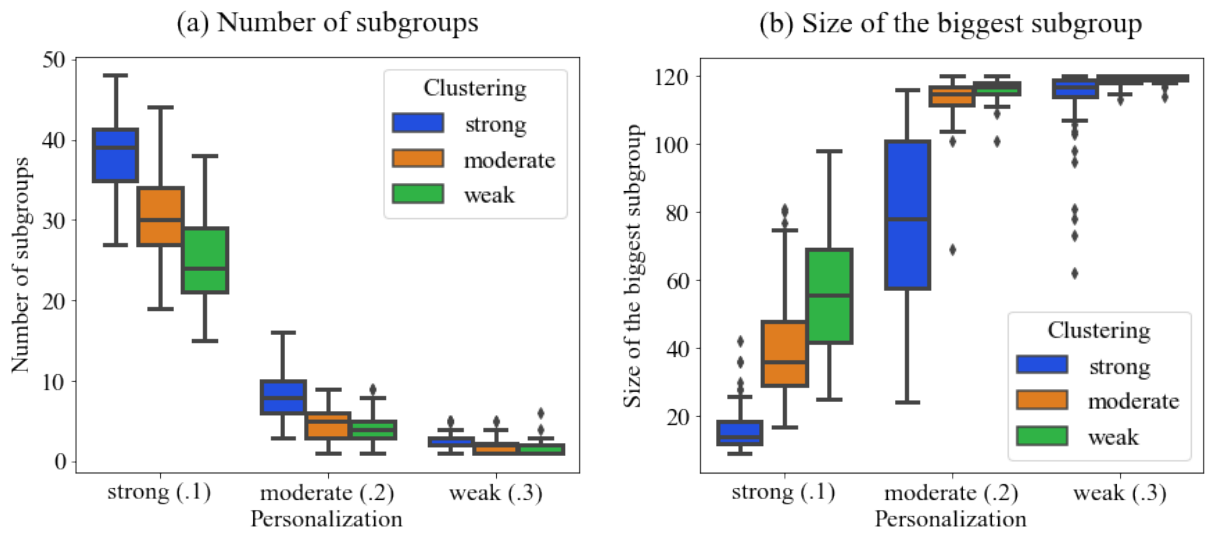 (a) Number of subgroups
Number of subgroups
50
40
30
20
10
0
Clustering
strong
moderate
weak
strong (.1)
moderate (.2)
weak (.3)
Personalization
(b) Size of the biggest subgroup
Size of the biggest subgroup
120
100
80
60
40
20
Clustering
strong
moderate
weak
strong (.1)
moderate (.2)
weak (.3)
Personalization